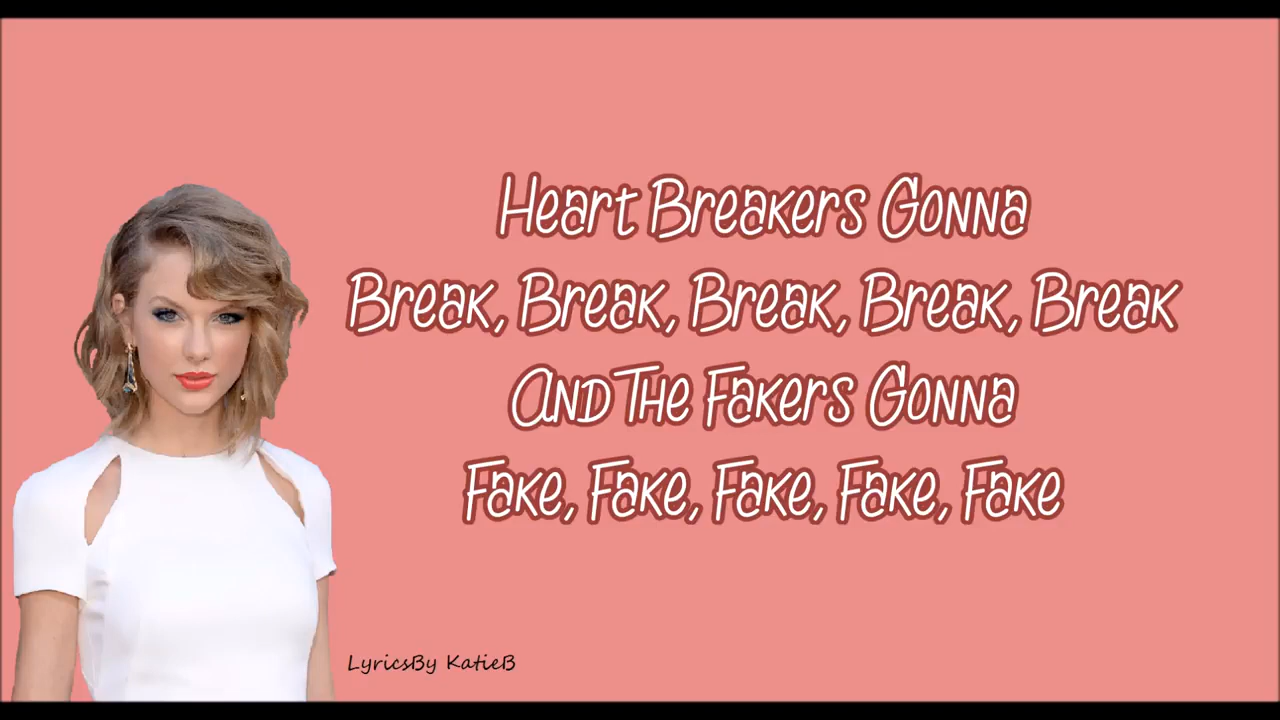 Heart Breakers Gonna
Break, Break, Break, Break, Break
And The Fakers Gonna
Fake, Fake, Fake, Fake, Fake
LyricsBy KatieB